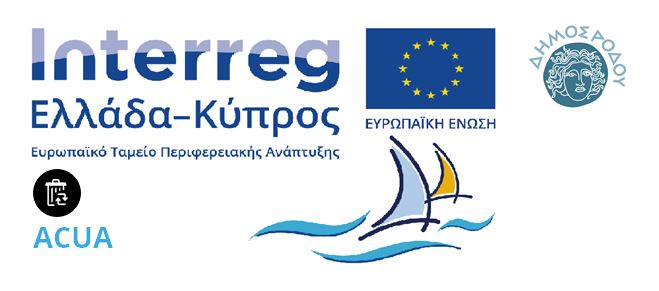 Interreg
Ελλάδα–Κύπρος
Ευρωπαϊκό Ταμείο Περιφερειακής Ανάπτυξης
ΕΥΡΩΠΑΪΚΗ ΕΝΩΣΗ
ΔΗΜΟΣ ΡΟΔΟΥ
ACUA